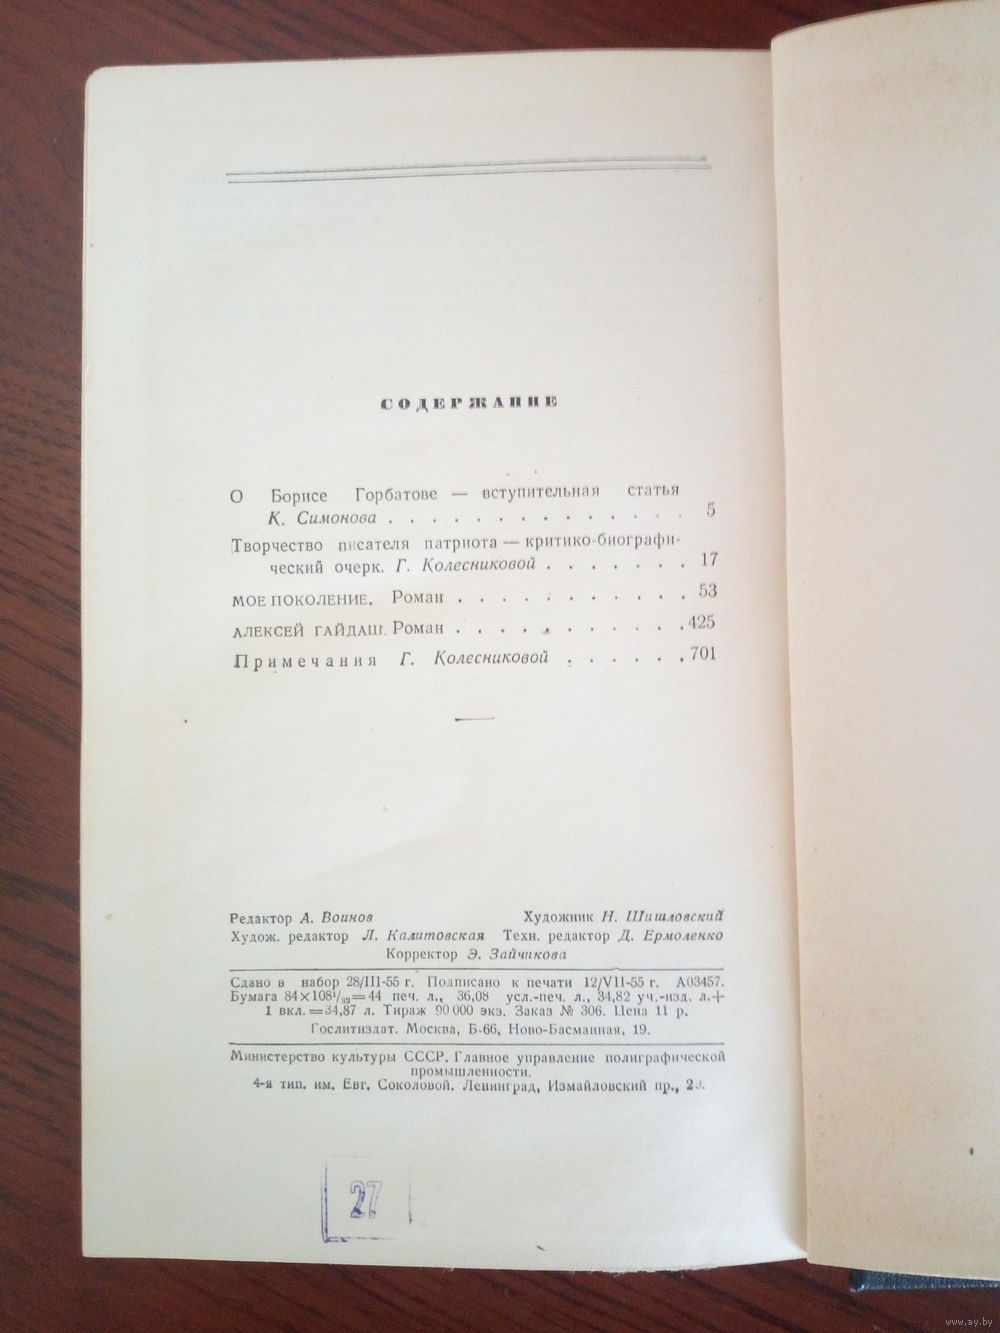 СОДЕРЖАНИЕ
О Борисе Горбатове — вступительная статья
К. Симонова . . . . . . . . . . . . . . 5
Творчество писателя патриота — критико-биографи-
ческий очерк. Г. Колесниковой . . . . . . . 17
МОЕ ПОКОЛЕНИЕ. Роман . . . . . . . . . . . 53
АЛЕКСЕЙ ГАЙДАШ. Роман . . . . . . . . . . . 425
Примечания Г. Колесниковой . . . . . . 701
Редактор А. Воинов Художник Н. Шишловский
Худож. редактор Л. Калитовская Техн. редактор Д. Ермоленко
Корректор Э. Зайчикова
Сдано в набор 28/III-55 г. Подписано к печати 12/VII-55 г. А03457.
Бумага 84×108¹/₃₂=44 печ. л., 36,08 усл.-печ. л., 34,82 уч.-изд. л.+
1 вкл.=34,87 л. Тираж 90 000 экз. Заказ № 306. Цена 11 р.
Гослитиздат. Москва, Б-66, Ново-Басманная, 19.
Министерство культуры СССР. Главное управление полиграфической
промышленности.
4-я тип. им. Евг. Соколовой. Ленинград, Измайловский пр.,
27
www.ay.by